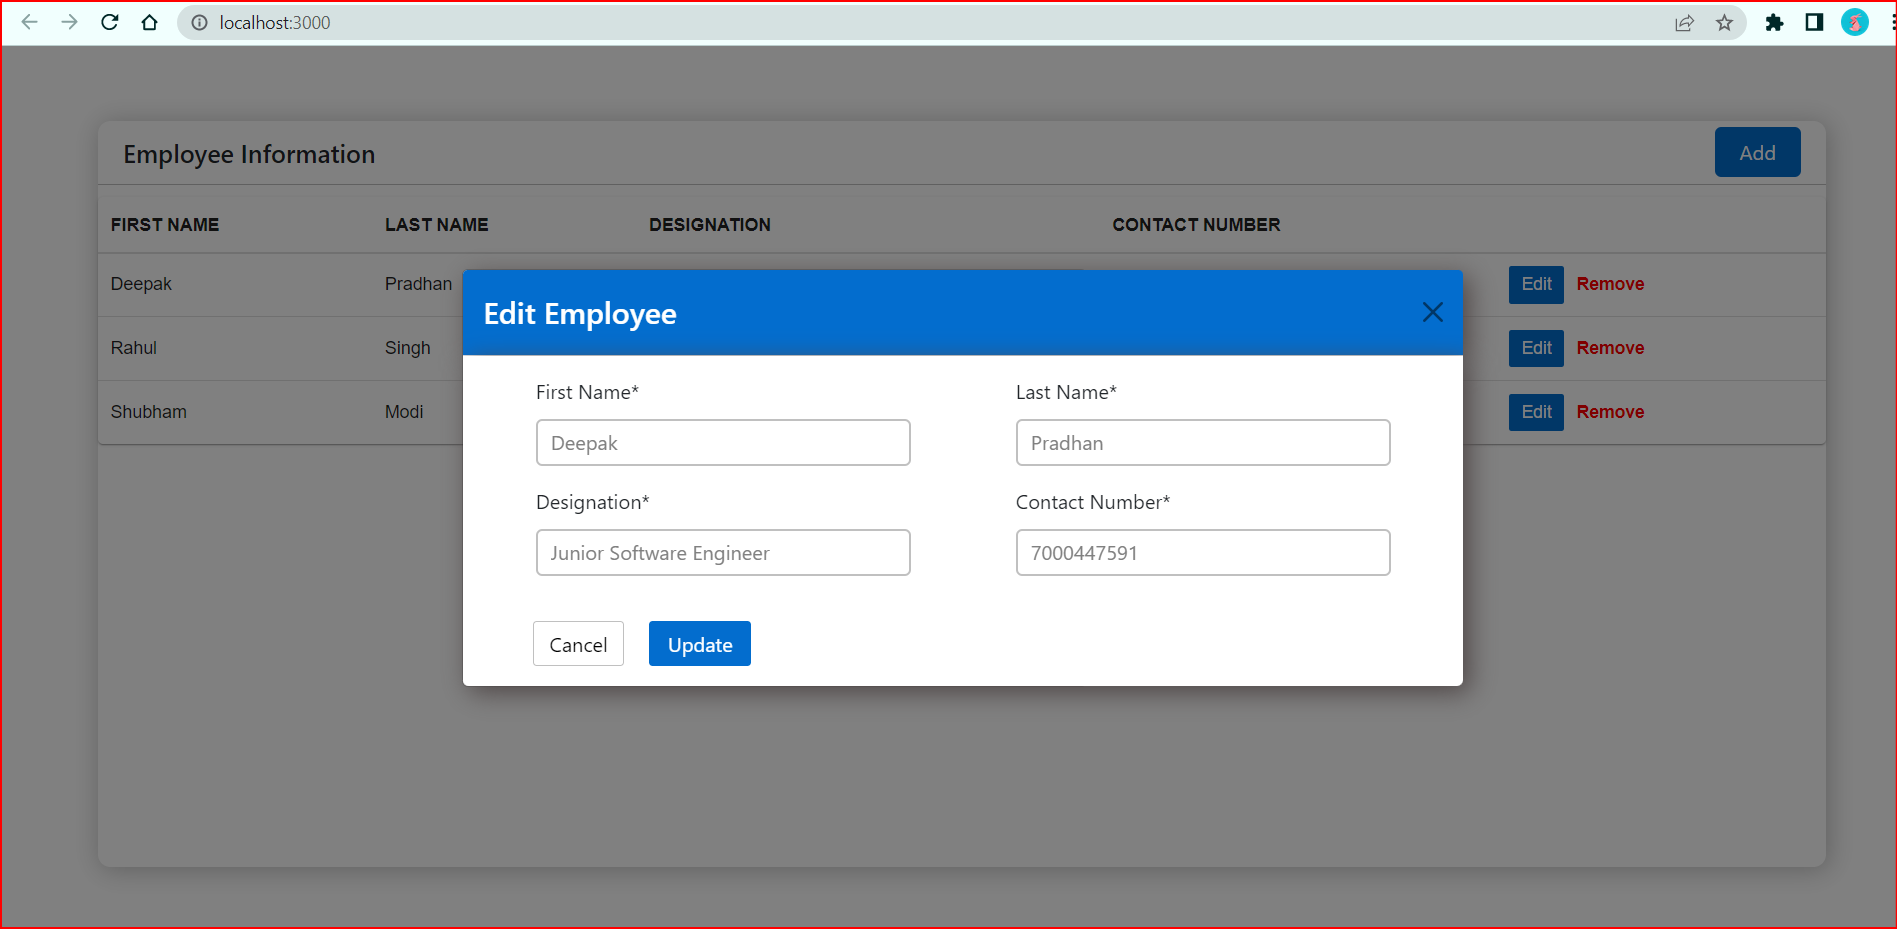 localhost:3000
Employee Information Add
FIRST NAME LAST NAME DESIGNATION CONTACT NUMBER
Deepak Pradhan Edit Remove
Rahul Singh Edit Remove
Shubham Modi Edit Remove
Edit Employee
First Name* Last Name*
Deepak Pradhan
Designation* Contact Number*
Junior Software Engineer 7000447591
Cancel Update